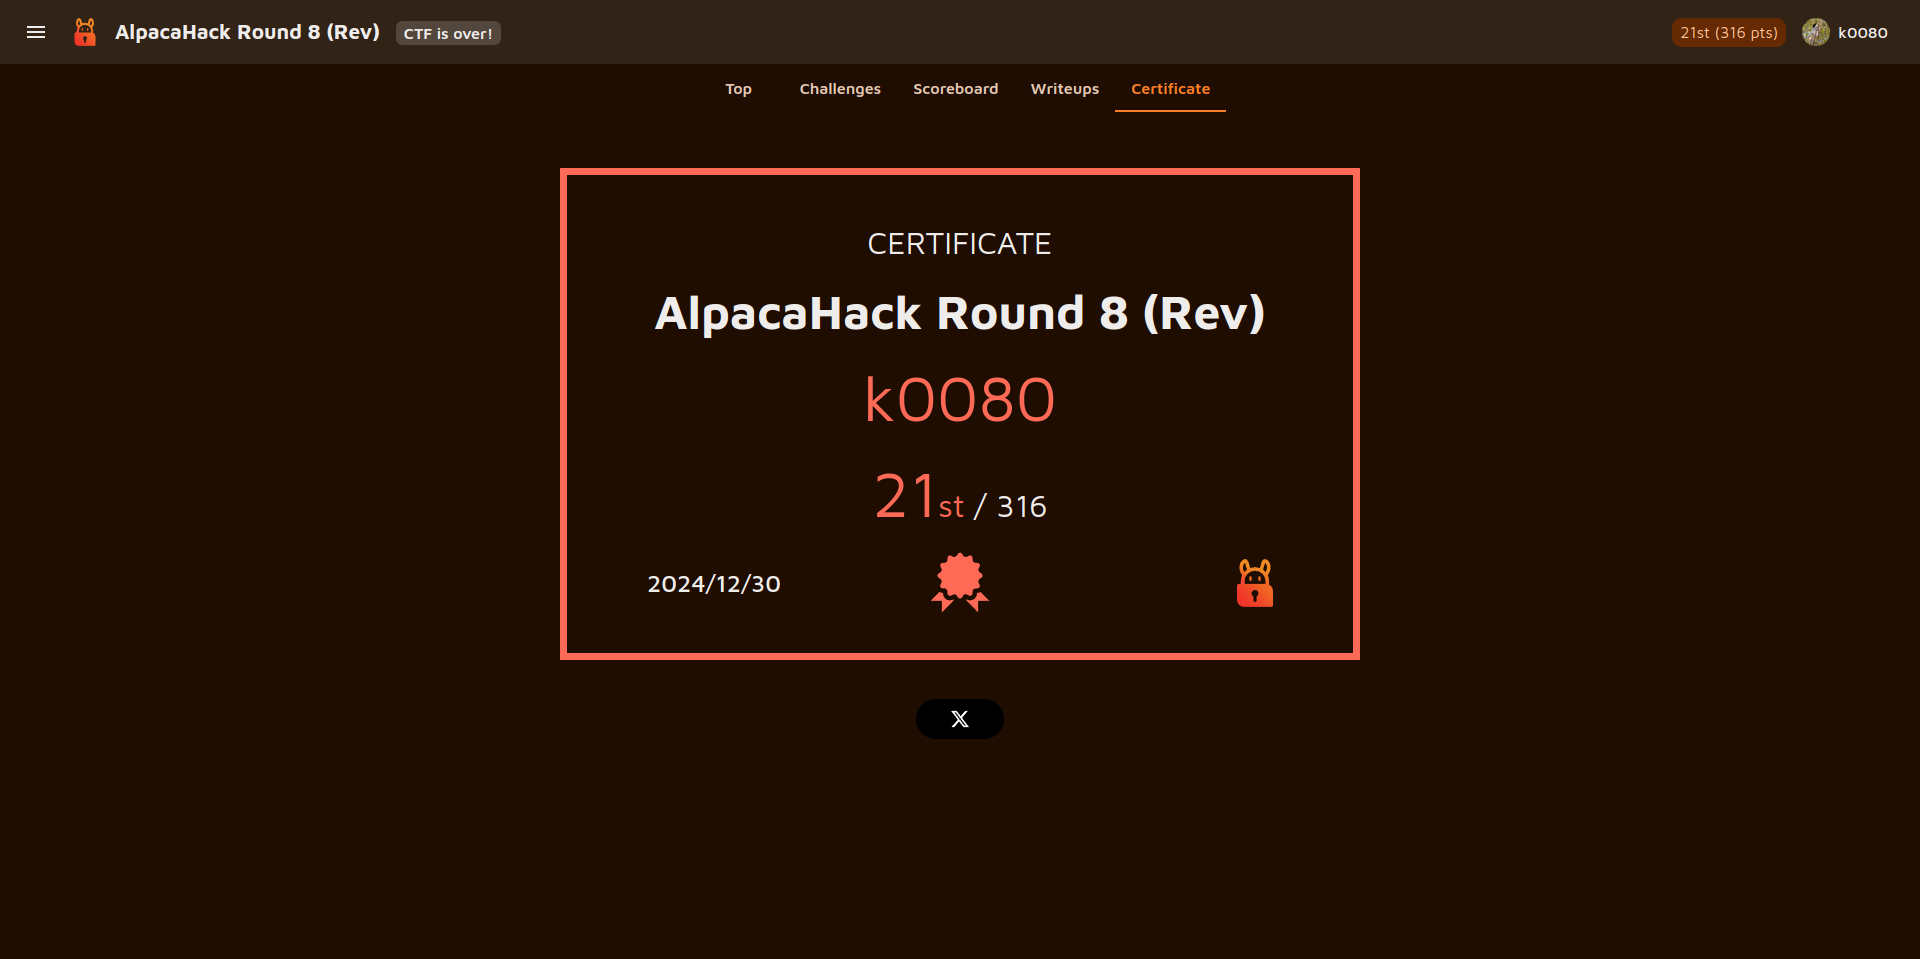 AlpacaHack Round 8 (Rev) CTF is over! 21st (316 pts) k0080
Top Challenges Scoreboard Writeups Certificate
CERTIFICATE
AlpacaHack Round 8 (Rev)
k0080
21st / 316
2024/12/30